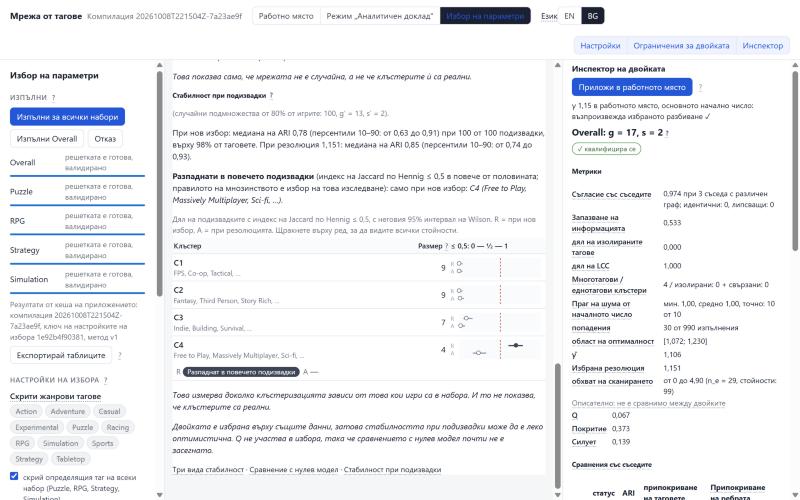 Мрежа от тагове Компилация 20261008T221504Z-7a23ae9f Работно място Режим „Аналитичен доклад“ Избор на параметри Език EN BG
Настройки Ограничения за двойката Инспектор
Избор на параметри
ИЗПЪЛНИ ?
Изпълни за всички набори
Изпълни Overall Отказ
Overall решетката е готова, валидирано
Puzzle решетката е готова, валидирано
RPG решетката е готова, валидирано
Strategy решетката е готова, валидирано
Simulation решетката е готова, валидирано
Резултати от кеша на приложението:
компилация 20261008T221504Z-
7a23ae9f, ключ на настройките на
избора 1e92b4f90381, метод v1
Експортирай таблиците ?
НАСТРОЙКИ НА ИЗБОРА ?
Скрити жанрови тагове
Action Adventure Casual
Experimental Puzzle Racing
RPG Simulation Sports
Strategy Tabletop
скрий определящия таг на всеки
набор (Puzzle, RPG, Strategy,
Simulation)
Това показва само, че мрежата не е случайна, а не че клъстерите ѝ са реални.
Стабилност при подизвадки ?
(случайни подмножества от 80% от игрите: 100, g' = 13, s' = 2).
При нов избор: медиана на ARI 0,78 (персентили 10–90: от 0,63 до 0,91) при 100 от 100 подизвадки,
върху 98% от таговете. При резолюция 1,151: медиана на ARI 0,85 (персентили 10–90: от 0,74 до
0,93).
Разпаднати в повечето подизвадки (индекс на Jaccard по Hennig ≤ 0,5 в повече от половината;
правилото на мнозинството е избор на това изследване): само при нов избор: C4 (Free to Play,
Massively Multiplayer, Sci-fi, ...).
Дял на подизвадките с индекс на Jaccard по Hennig ≤ 0,5, с неговия 95% интервал на Wilson. R = при нов
избор, A = при резолюцията. Щракнете върху ред, за да видите всички стойности.
Клъстер Размер ? ≤ 0,5: 0 — ½ — 1
C1
FPS, Co-op, Tactical, ... 9 R A
C2
Fantasy, Third Person, Story Rich, ... 9 R A
C3
Indie, Building, Survival, ... 7 R A
C4
Free to Play, Massively Multiplayer, Sci-fi, ... 4 R A
R Разпаднат в повечето подизвадки A —
Това измерва доколко клъстеризацията зависи от това кои игри са в набора. И то не показва,
че клъстерите са реални.
Двойката е избрана върху същите данни, затова стабилността при подизвадки може да е леко
оптимистична. Q не участва в избора, така че сравнението с нулев модел почти не е
засегнато.
Три вида стабилност · Сравнение с нулев модел · Стабилност при подизвадки
Инспектор на двойката
Приложи в работното място ?
γ 1,15 в работното място, основното начално число:
възпроизвежда избраното разбиване ✓
Overall: g = 17, s = 2 ?
✓ квалифицира се
Метрики
Съгласие със съседите 0,974 при 3 съседа с различен граф; идентични: 0, липсващи: 0
Запазване на информацията 0,533
дял на изолираните тагове 0,000
дял на LCC 1,000
Многотагови / еднотагови клъстери 4 / изолирани: 0 + свързани: 0
Праг на шума от началното число мин. 1,00, средно 1,00, точно: 10 от 10
попадения 30 от 990 изпълнения
област на оптималност [1,072; 1,230]
1,106
Избрана резолюция 1,151
обхват на сканирането от 0 до 4,90 (n_e = 29, стойности: 99)
Описателно: не е сравнимо между двойките
Q 0,067
Покритие 0,373
Силует 0,139
Сравнения със съседите
статус ARI припокриване на таговете Припокриване на ребрата